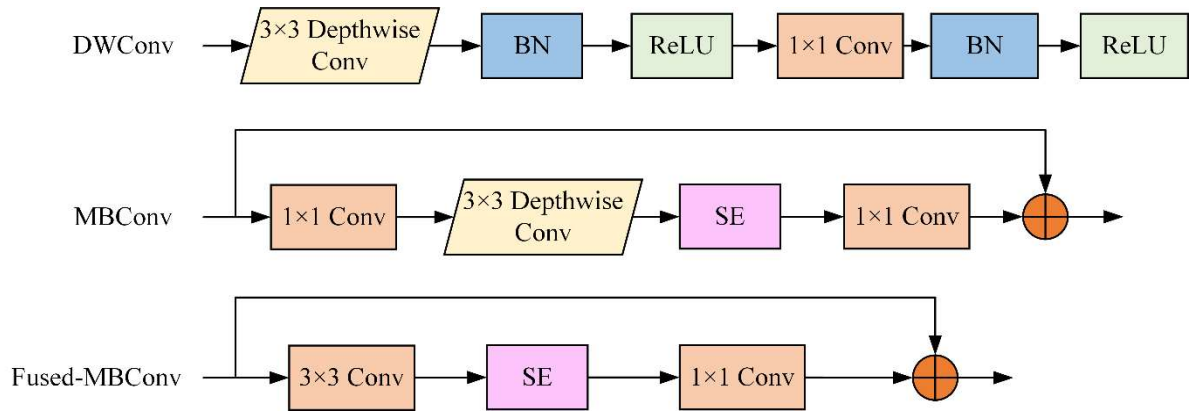 DWConv
3×3 Depthwise
Conv
BN
ReLU
1×1 Conv
BN
ReLU
MBConv
1×1 Conv
3×3 Depthwise
Conv
SE
1×1 Conv
Fused-MBConv
3×3 Conv
SE
1×1 Conv